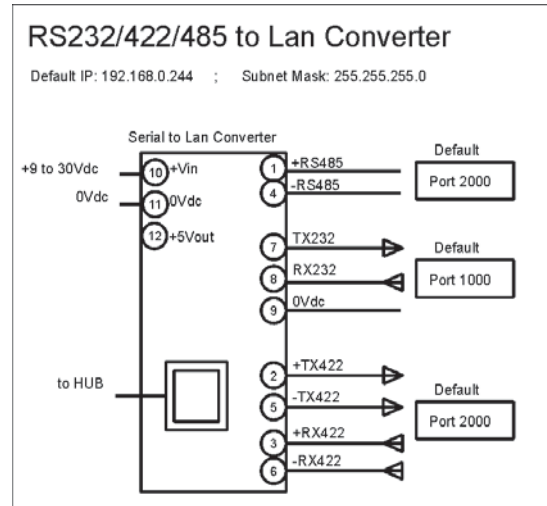 RS232/422/485 to Lan Converter
Default IP: 192.168.0.244 ; Subnet Mask: 255.255.255.0
Serial to Lan Converter
+9 to 30Vdc 10 +Vin
0Vdc 11 0Vdc
12 +5Vout
to HUB
1 +RS485
4 -RS485
Default
Port 2000
7 TX232
8 RX232
9 0Vdc
Default
Port 1000
2 +TX422
5 -TX422
3 +RX422
6 -RX422
Default
Port 2000